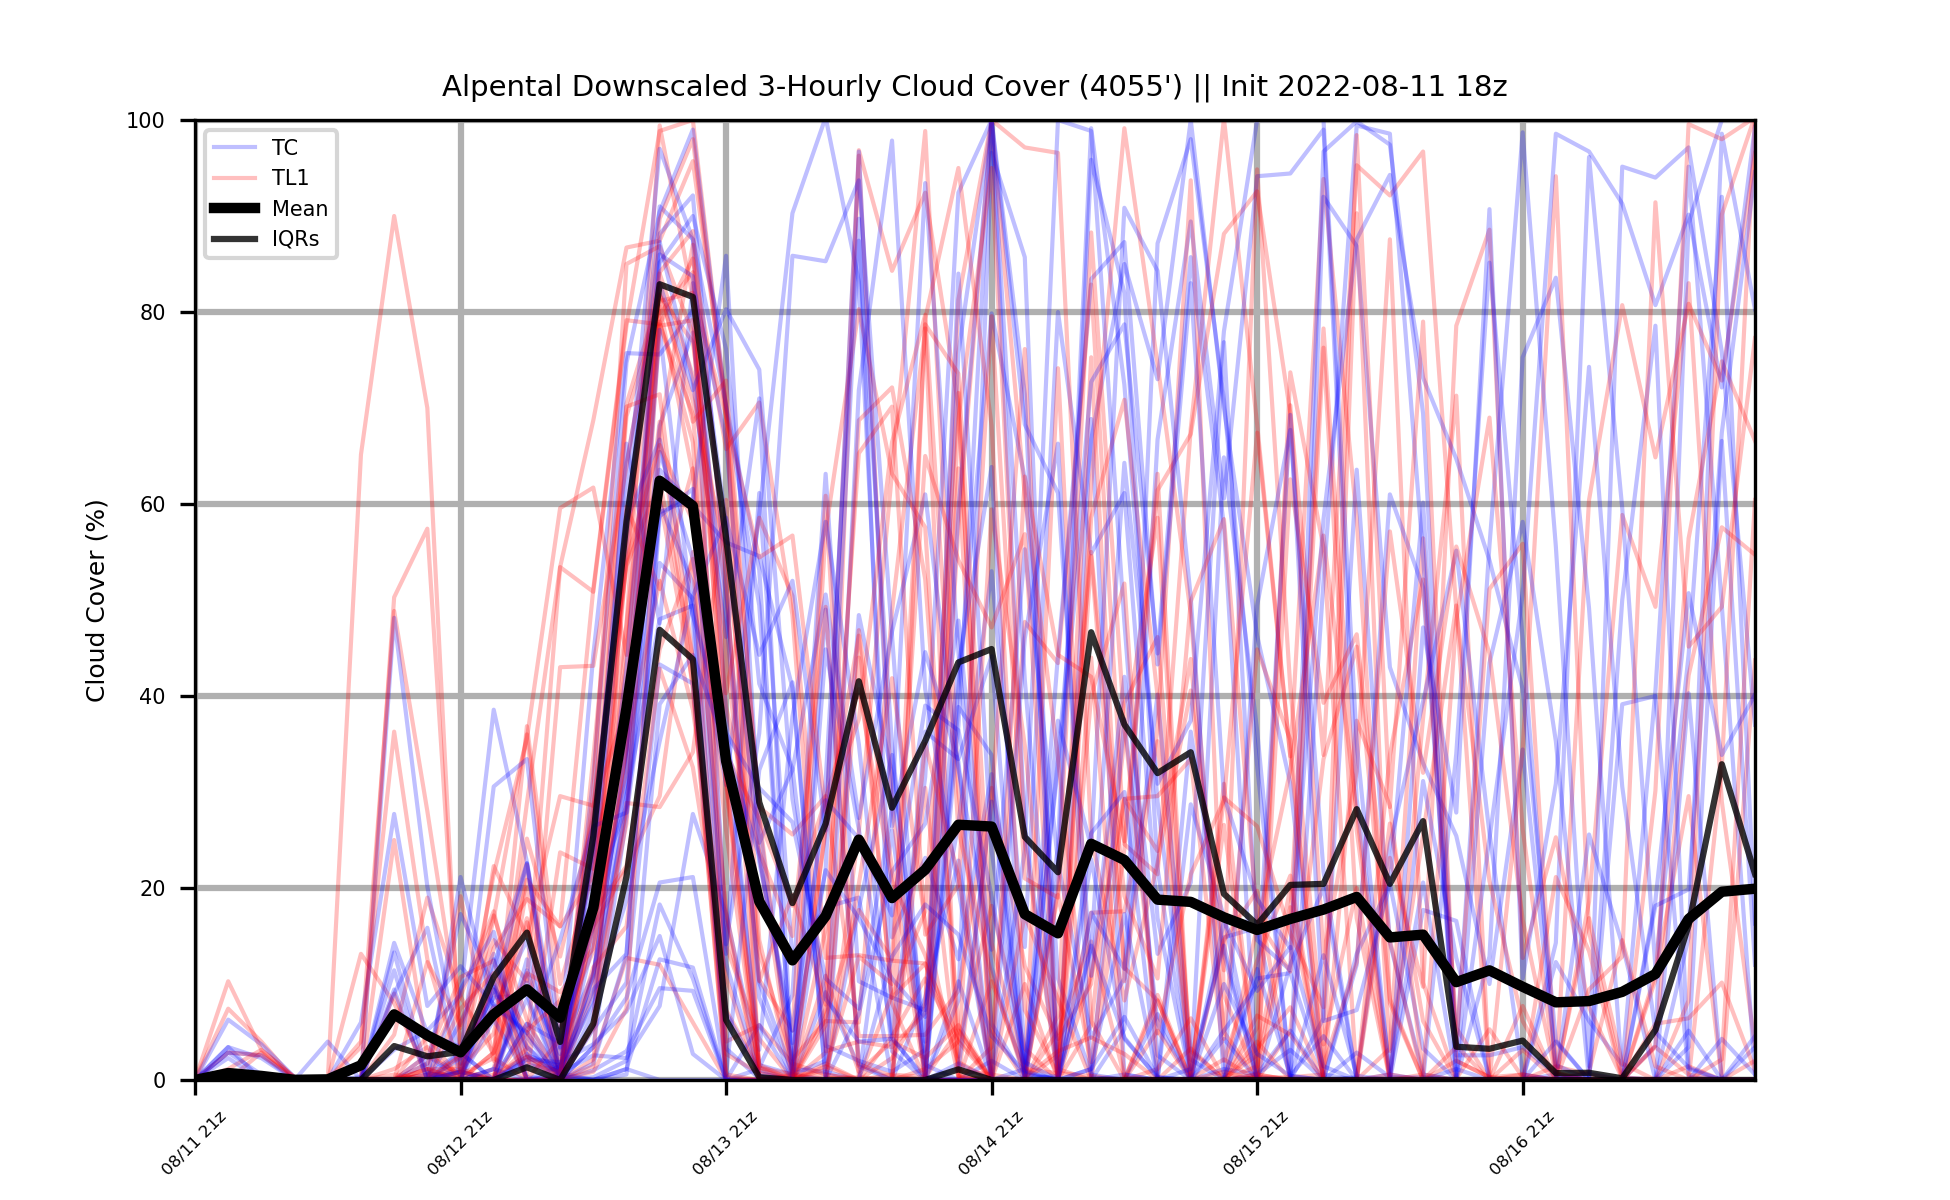 Alpental Downscaled 3-Hourly Cloud Cover (4055') || Init 2022-08-11 18z
100
80
60
40
20
0
Cloud Cover (%)
TC
TL1
Mean
IQRs
08/11 21z
08/12 21z
08/13 21z
08/14 21z
08/15 21z
08/16 21z